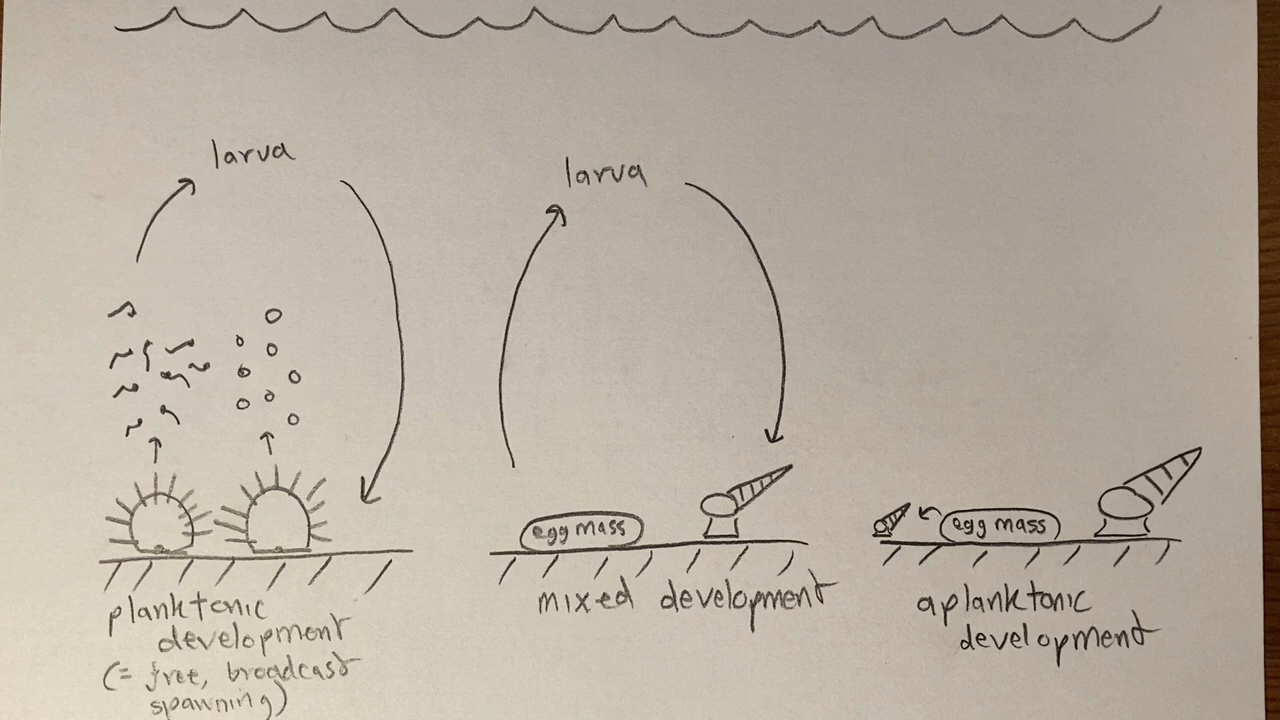 larva
larva
egg mass
egg mass
planktonic
development
(= free, broadcast
spawning)
mixed development
aplanktonic
development